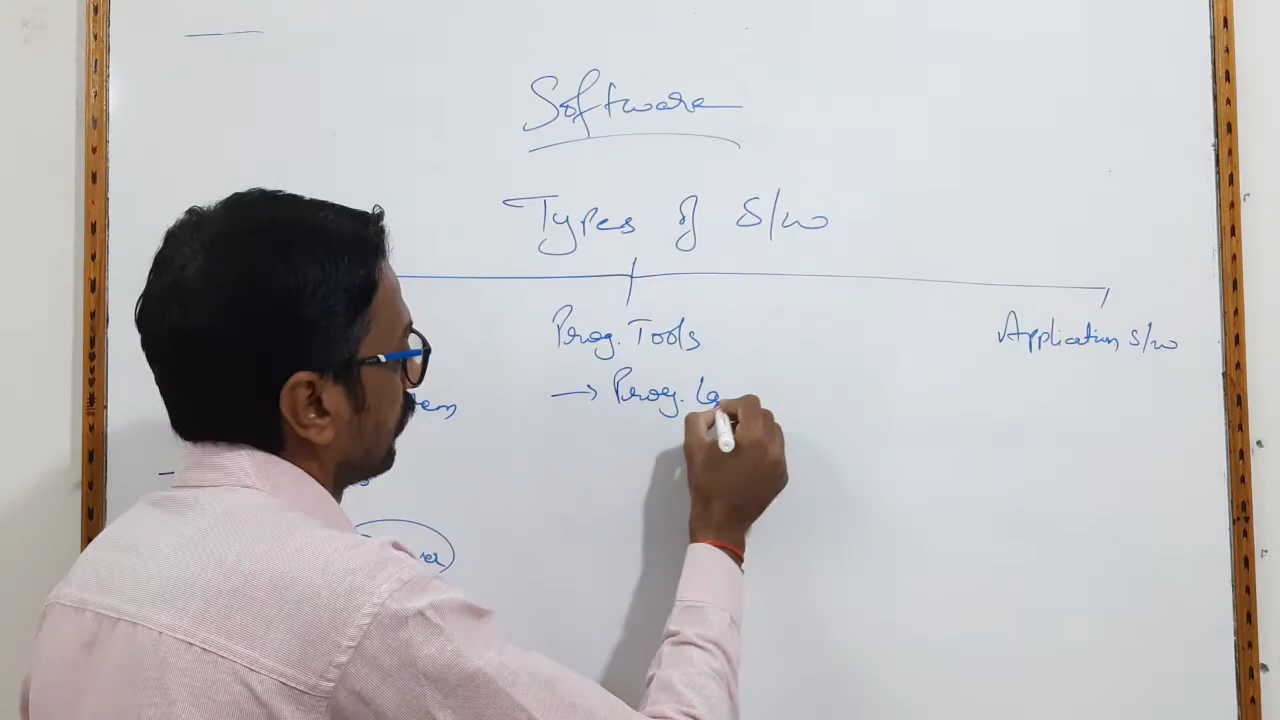 Software
Types of S/w
Prog. Tools
Application S/w
→ Prog. La